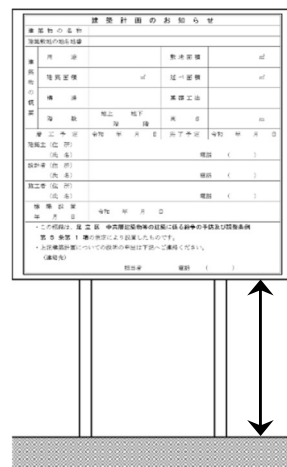 建築計画のお知らせ
建築物の名称
建築敷地の地名地番
建築物の概要
用途 敷地面積 ㎡
建築面積 ㎡ 延べ面積 ㎡
構造 基礎工法
階数 地上 階 地下 階 高さ m
着工予定 令和 年 月 日 完了予定 令和 年 月 日
建築主(住所)
(氏名) 電話 ( )
設計者(住所)
(氏名) 電話 ( )
施工者(住所)
(氏名) 電話 ( )
標識設置年月日 令和 年 月 日
・この標識は、足立区 中高層建築物等の建築に係る紛争の予防及び調整条例
第5条第1項の規定により設置したものです。
・上記建築計画についての説明の申出は下記へご連絡ください。
(連絡先)
担当者 電話 ( )